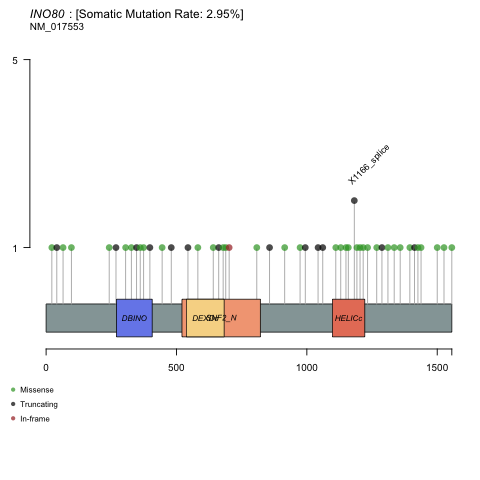 INO80 : [Somatic Mutation Rate: 2.95%]
NM_017553
5
X1166_splice
1
DBINO
SNF2_N
HELICc
0
500
1000
1500
Missense
Truncating
In-frame